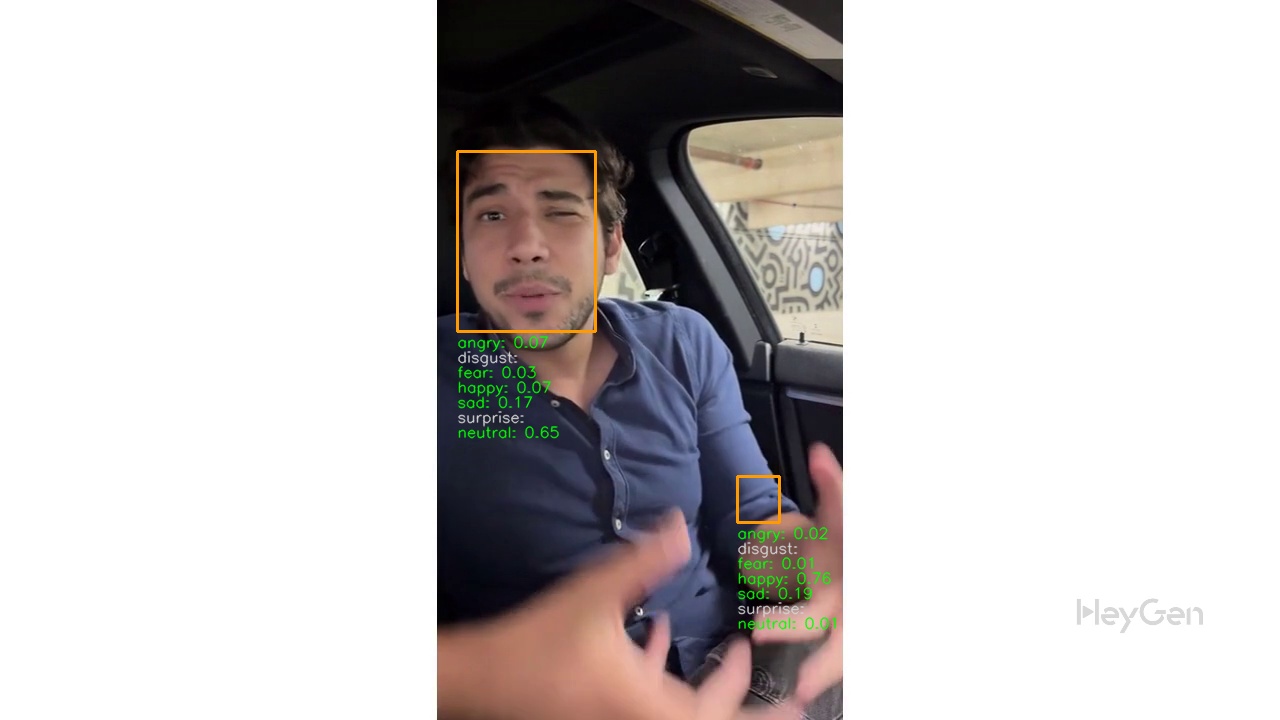 angry: 0.07
disgust:
fear: 0.03
happy: 0.07
sad: 0.17
surprise:
neutral: 0.65
angry: 0.02
disgust:
fear: 0.01
happy: 0.76
sad: 0.19
surprise:
neutral: 0.01
HeyGen